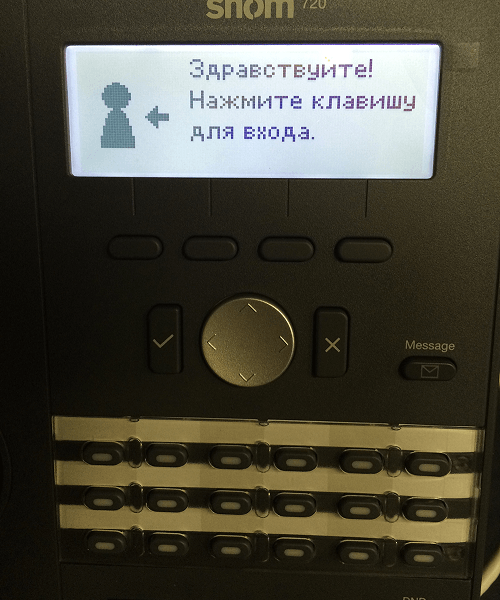 snom 720
Здравствуйте!
Нажмите клавишу
для входа.
Message